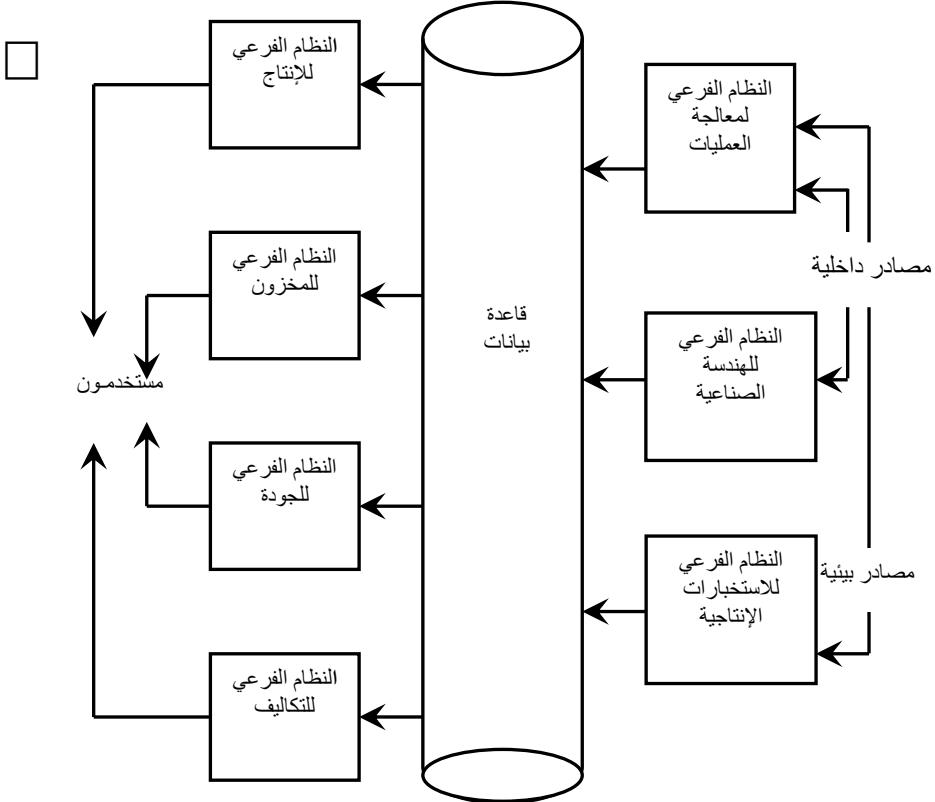 النظام الفرعي
لمعالجة
العمليات
مصادر داخلية
النظام الفرعي
للهندسة
الصناعية
النظام الفرعي
للاستخبارات
الإنتاجية
مصادر بيئية
قاعدة
بيانات
النظام الفرعي
للإنتاج
النظام الفرعي
للمخزون
النظام الفرعي
للجودة
النظام الفرعي
للتكاليف
مستخدمـون